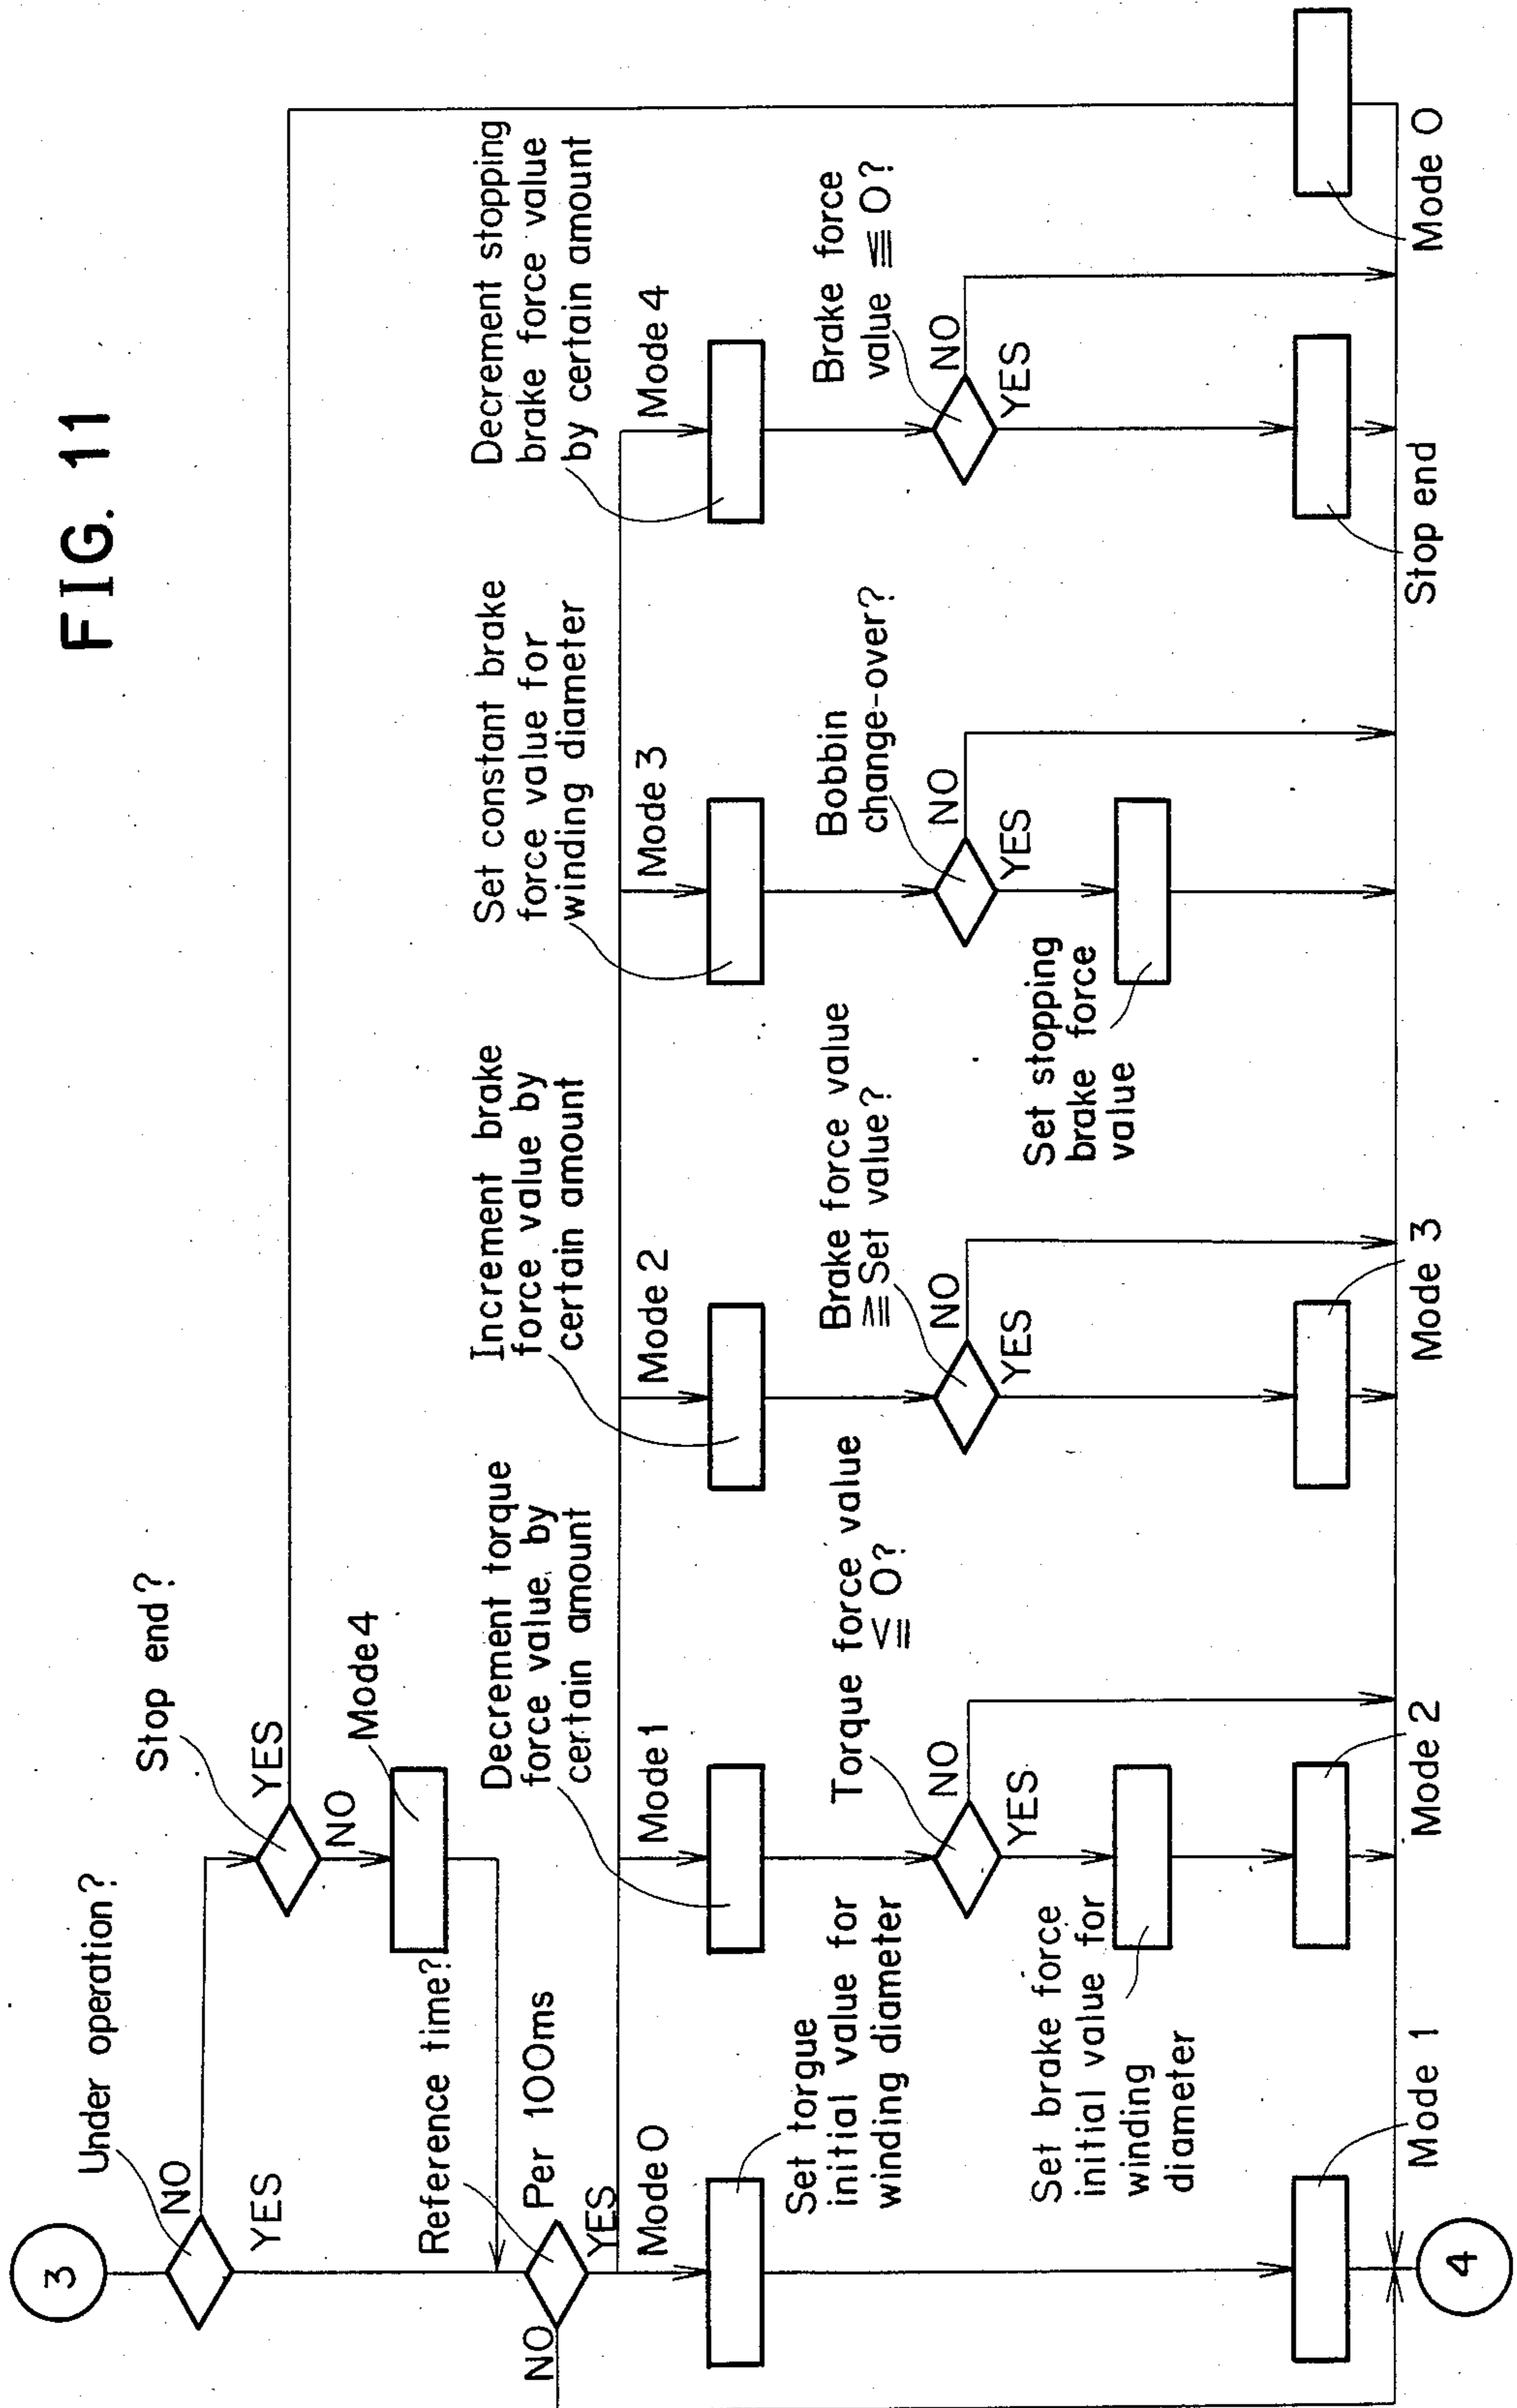 FIG. 11
3
Under operation?
NO
YES
Stop end?
YES
NO
Mode 4
Reference time?
Per 100ms
NO
YES
Mode 0
Mode 1
Mode 2
Mode 3
Mode 4
Set torque
initial value for
winding diameter
Decrement torque
force value by
certain amount
Increment brake
force value by
certain amount
Set constant brake
force value for
winding diameter
Decrement stopping
brake force value
by certain amount
Torque force value
≦ 0?
NO
YES
Brake force value
≧ Set value?
NO
YES
Bobbin
change-over?
NO
YES
Brake force
value ≦ 0?
NO
YES
Set brake force
initial value for
winding
diameter
Set stopping
brake force
value
Mode 1
Mode 2
Mode 3
Stop end
Mode 0
4